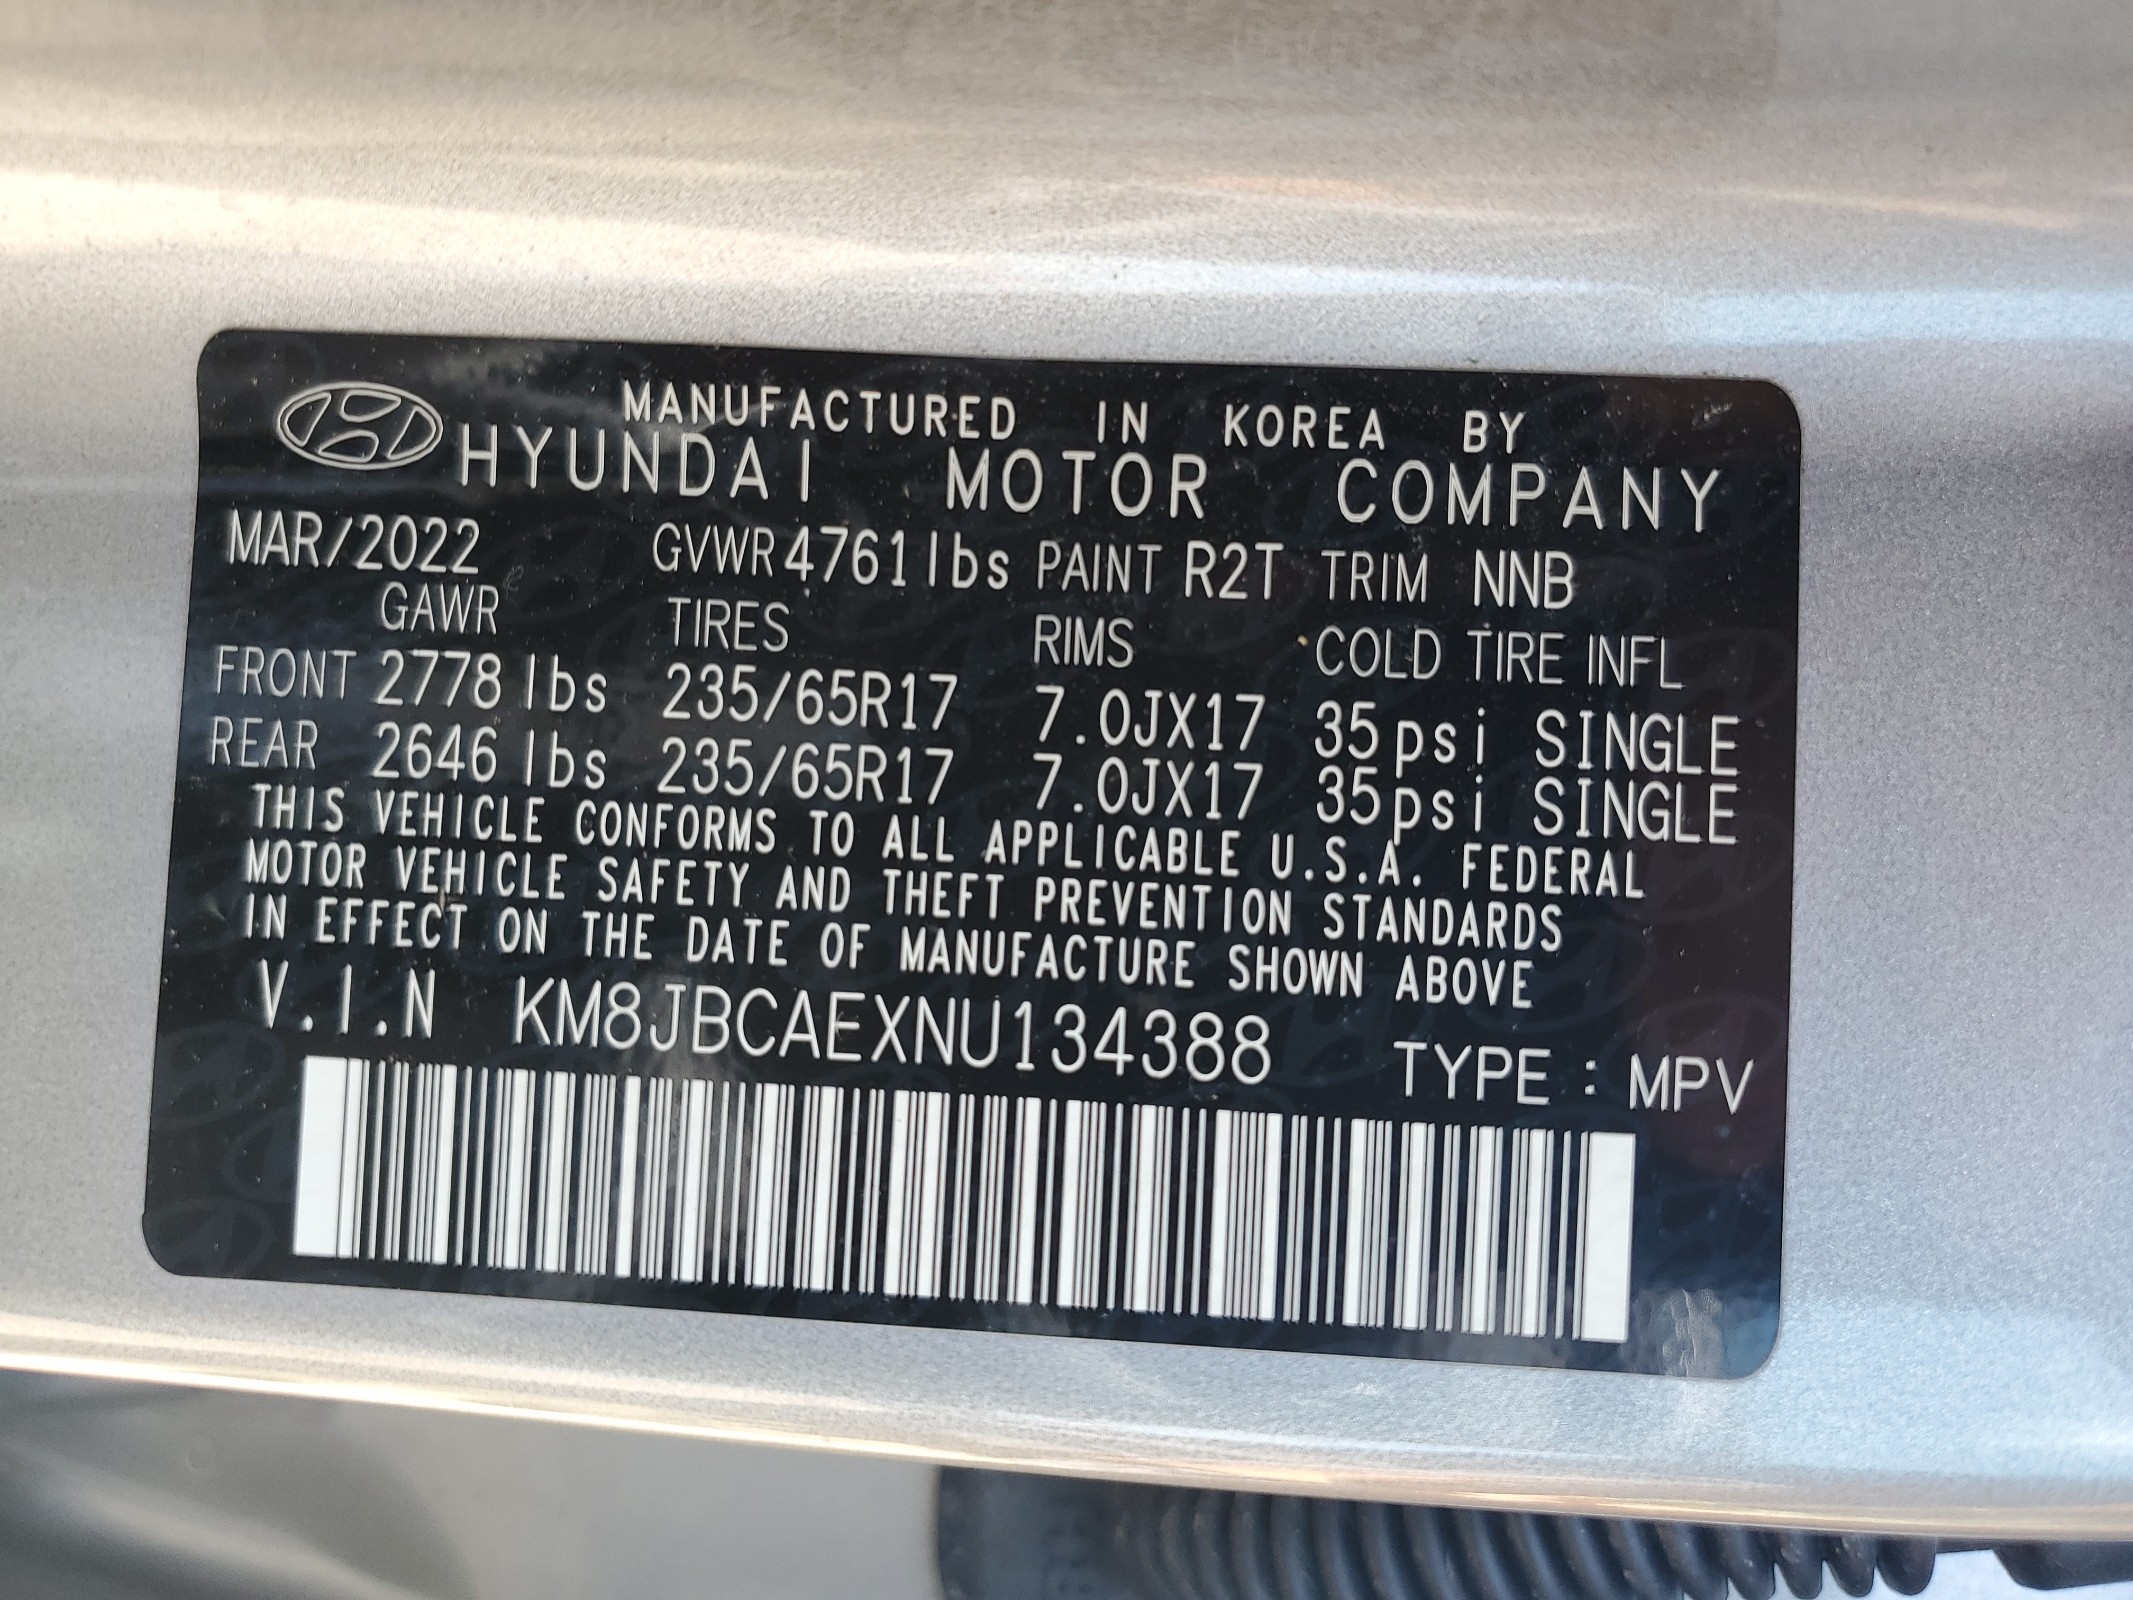 MANUFACTURED IN KOREA BY
HYUNDAI MOTOR COMPANY
MAR/2022 GVWR 4761lbs PAINT R2T TRIM NNB
GAWR TIRES RIMS COLD TIRE INFL
FRONT 2778 lbs 235/65R17 7.0JX17 35psi SINGLE
REAR 2646 lbs 235/65R17 7.0JX17 35psi SINGLE
THIS VEHICLE CONFORMS TO ALL APPLICABLE U.S.A. FEDERAL
MOTOR VEHICLE SAFETY AND THEFT PREVENTION STANDARDS
IN EFFECT ON THE DATE OF MANUFACTURE SHOWN ABOVE
V.I.N KM8JBCAEXNU134388 TYPE : MPV